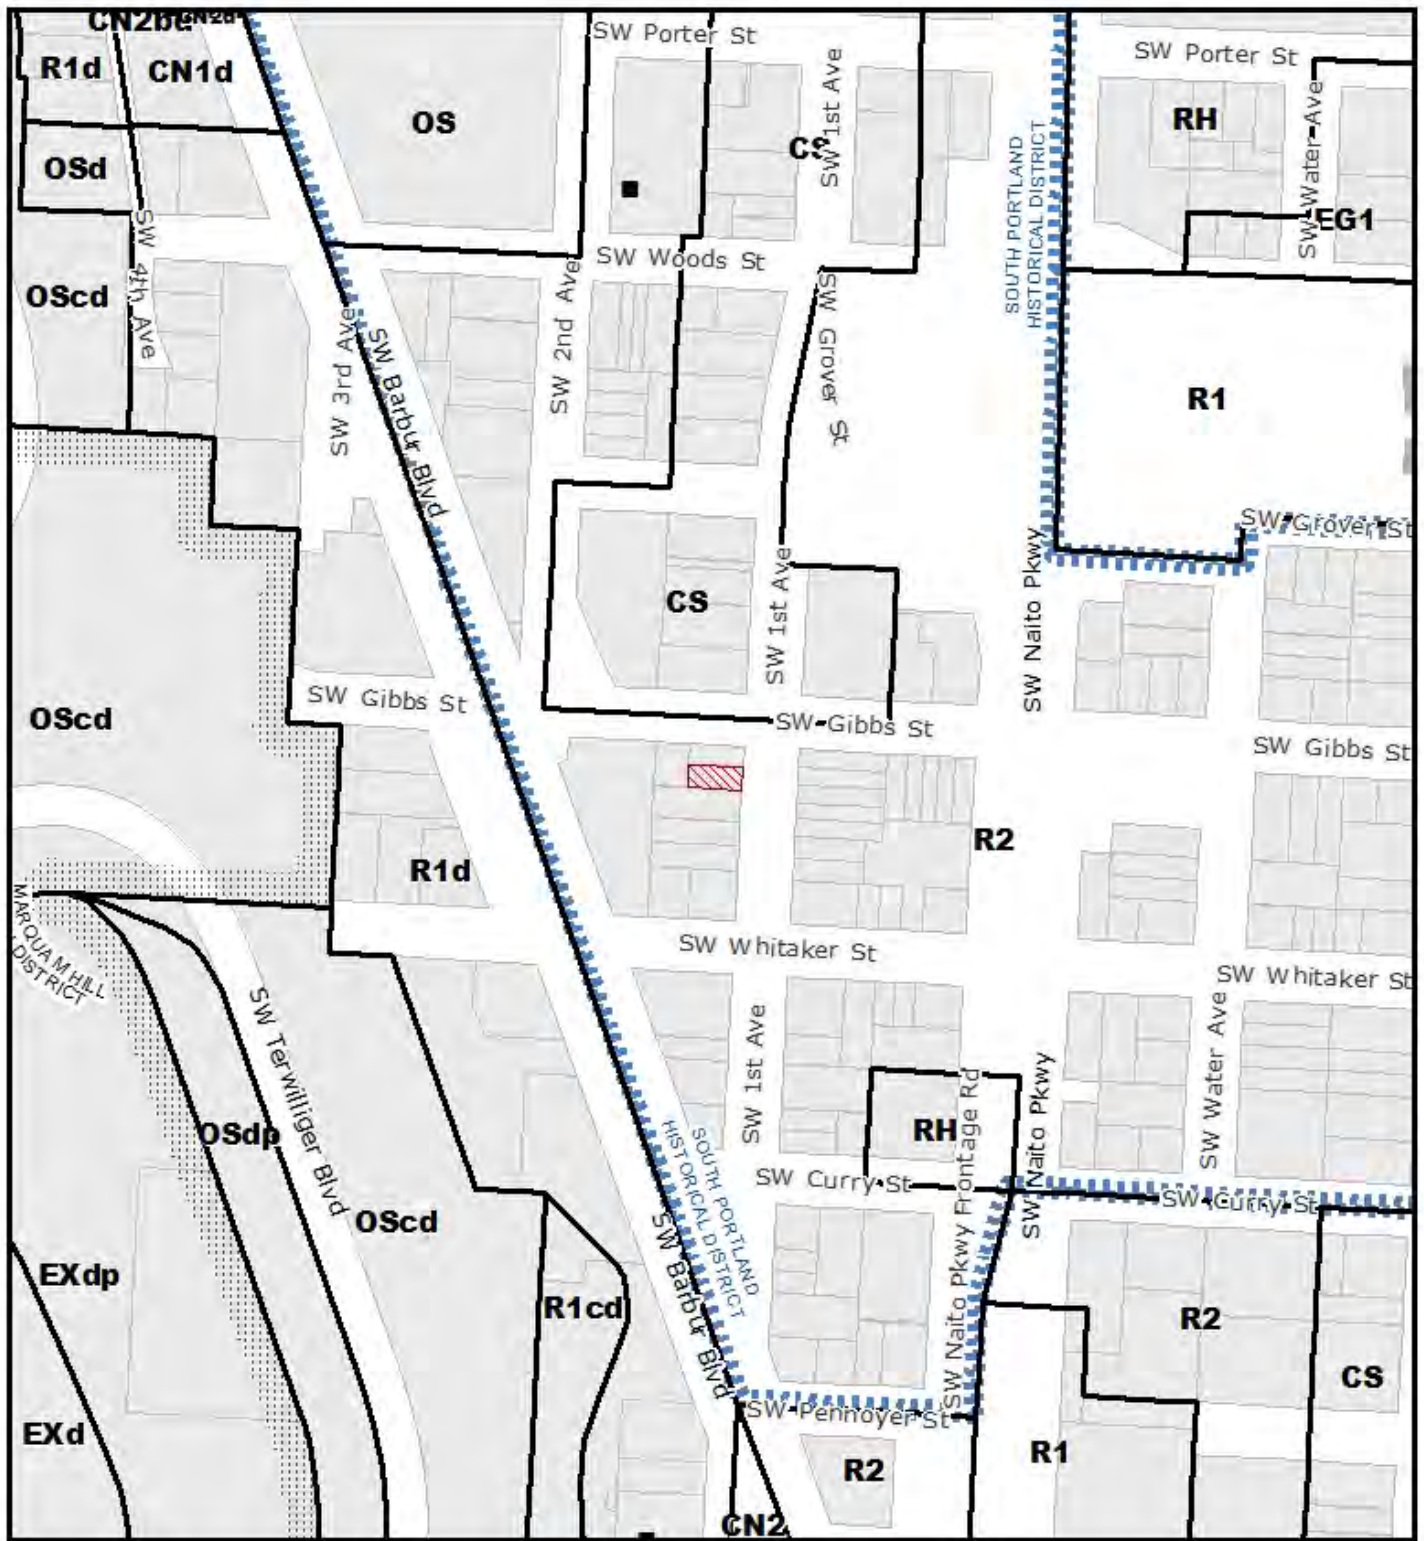 CN2bd
CN2d
SW Porter St
SW Porter St
R1d
CN1d
OS
CS
SW 1st Ave
RH
SW Water Ave
OSd
SOUTH PORTLAND
HISTORICAL DISTRICT
EG1
SW 4th Ave
SW Woods St
OScd
SW 2nd Ave
SW Grover St
SW 3rd Ave
SW Barbur Blvd
R1
SW Grover St
SW Naito Pkwy
CS
SW 1st Ave
SW Gibbs St
OScd
SW Gibbs St
SW Gibbs St
R2
R1d
MARQUAM HILL
DISTRICT
SW Whitaker St
SW Whitaker St
SW Terwilliger Blvd
SW 1st Ave
SW Water Ave
SW Naito Pkwy
OSdp
RH
SW Naito Pkwy Frontage Rd
SOUTH PORTLAND
HISTORICAL DISTRICT
SW Curry St
SW Curry St
SW Naito Pkwy
OScd
SW Barbur Blvd
EXdp
R1cd
R2
CS
SW Pennoyer St
EXd
R2
R1
CN2